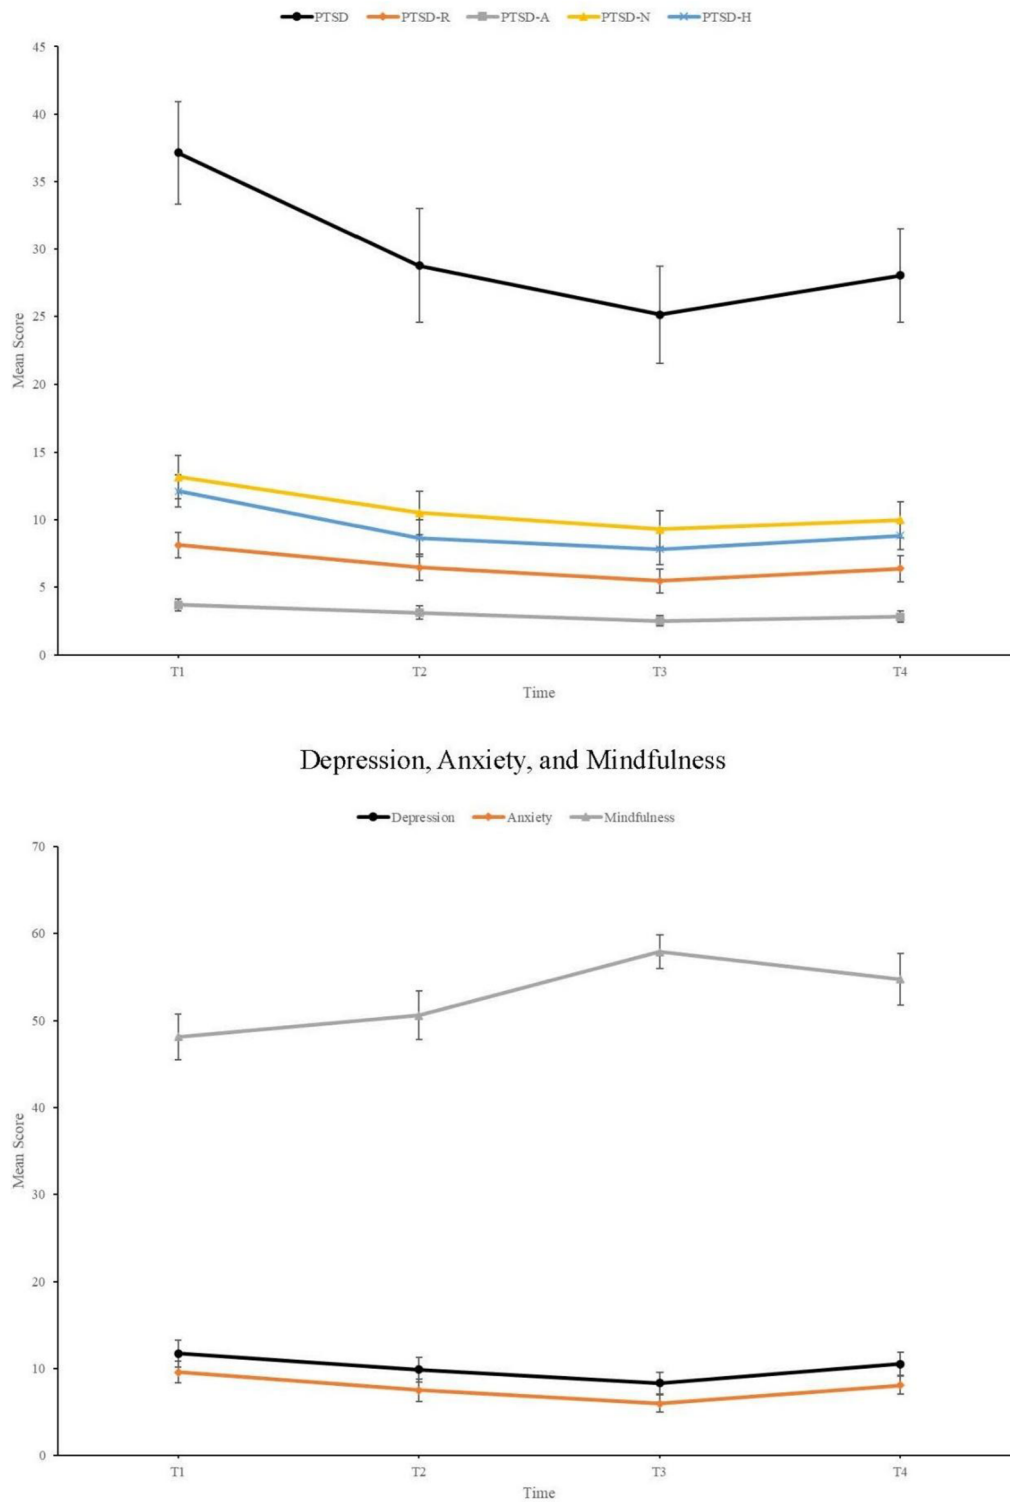 PTSD PTSD-R PTSD-A PTSD-N PTSD-H
45
40
35
30
25
20
15
10
5
0
Mean Score
T1 T2 T3 T4
Time
Depression, Anxiety, and Mindfulness
Depression Anxiety Mindfulness
70
60
50
40
30
20
10
0
Mean Score
T1 T2 T3 T4
Time